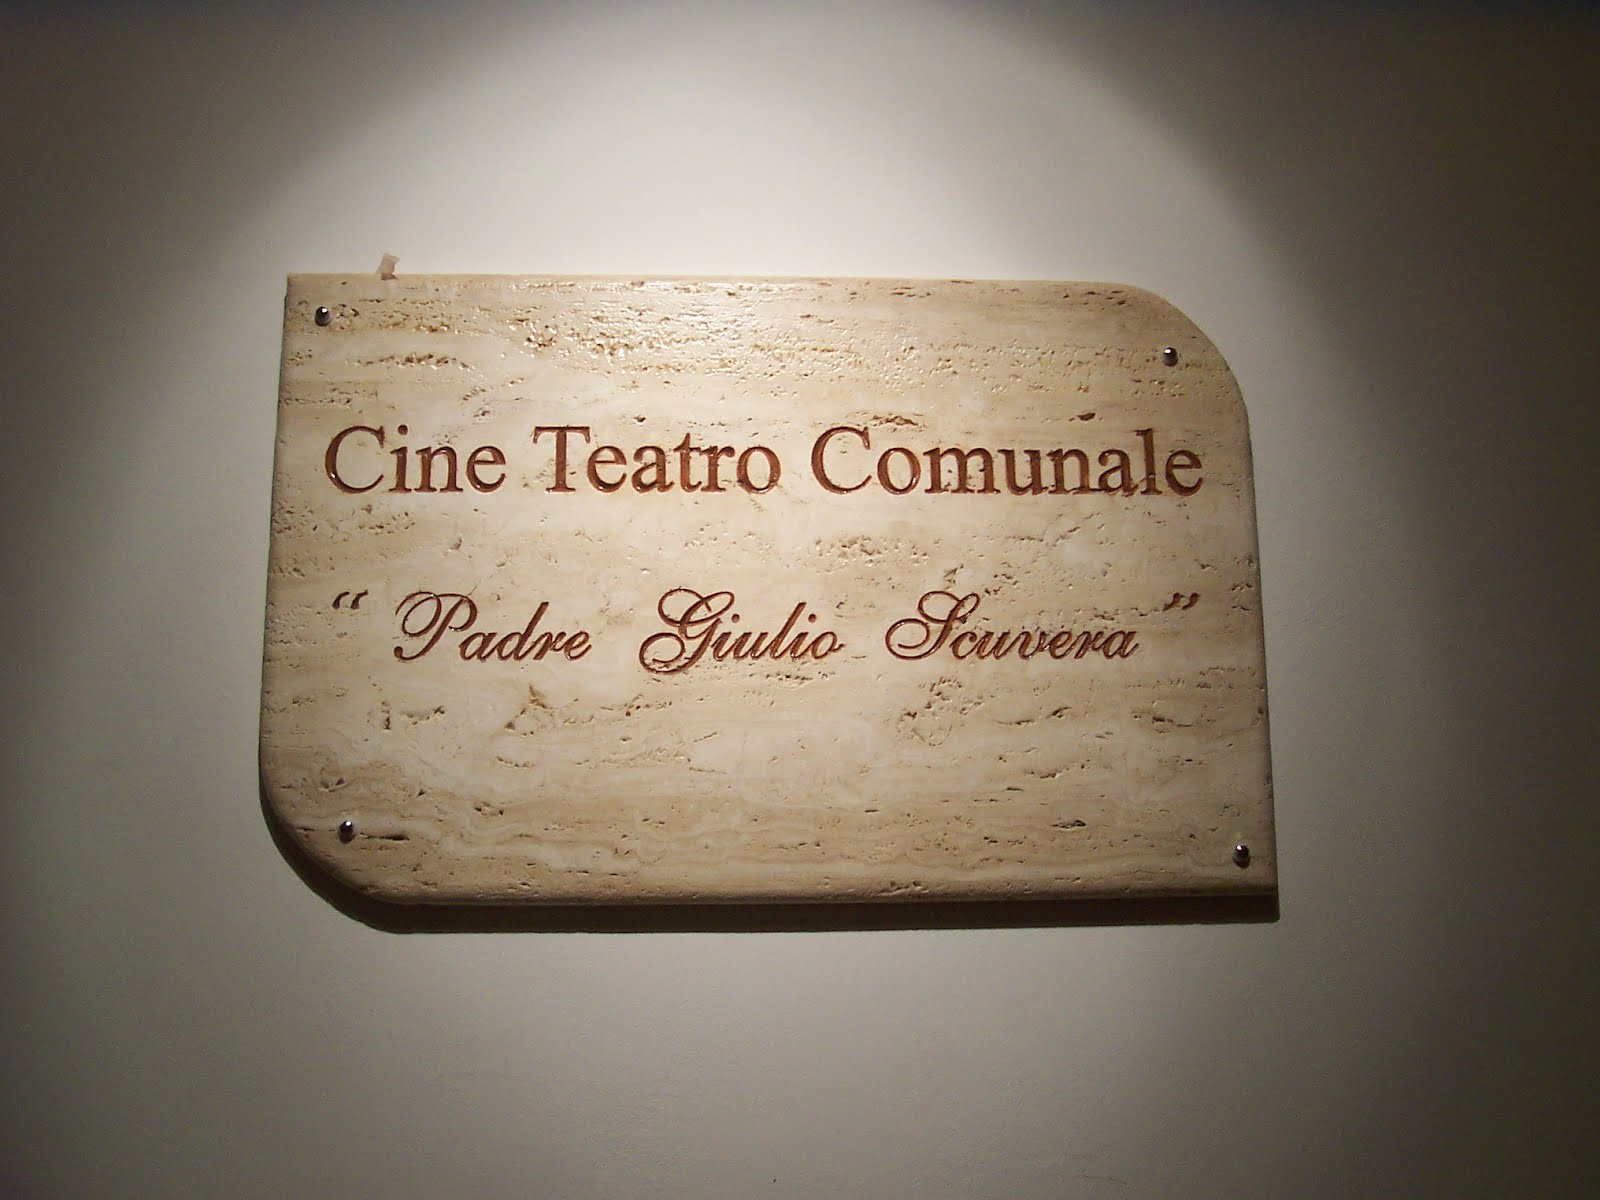 Cine Teatro Comunale
“ Padre Giulio Scuvera ”